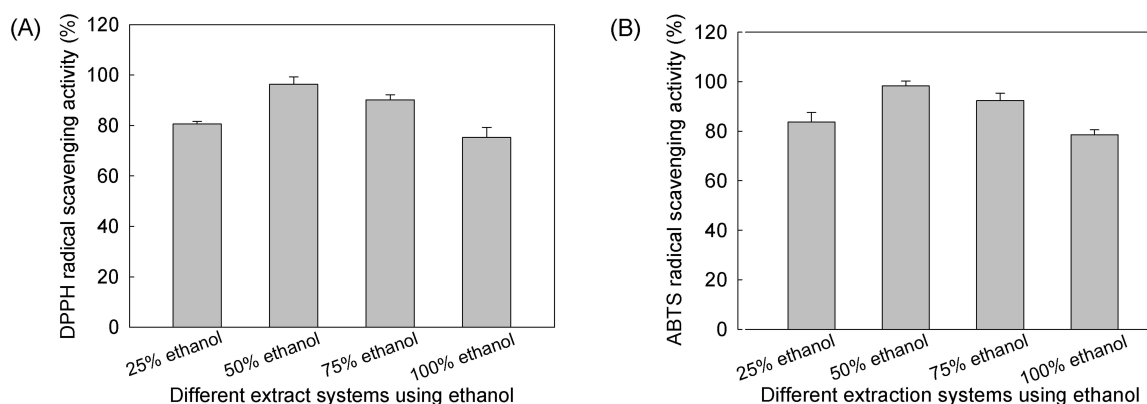 (A)
DPPH radical scavenging activity (%)
120
100
80
60
40
20
0
25% ethanol
50% ethanol
75% ethanol
100% ethanol
Different extract systems using ethanol
(B)
ABTS radical scavenging activity (%)
120
100
80
60
40
20
0
25% ethanol
50% ethanol
75% ethanol
100% ethanol
Different extraction systems using ethanol